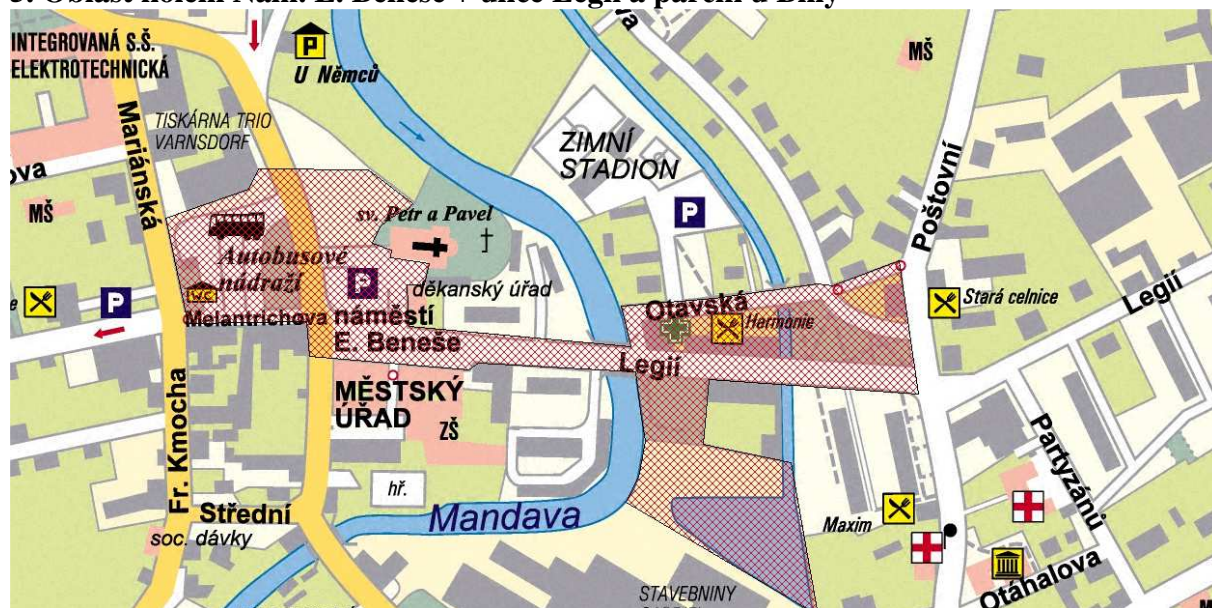 INTEGROVANÁ S.Š.
ELEKTROTECHNICKÁ
P
U Němců
MŠ
Mariánská
TISKÁRNA TRIO
VARNSDORF
ZIMNÍ
STADION
Poštovní
ova
MŠ
sv. Petr a Pavel
P
Autobusové
nádraží
P
děkanský úřad
WC
P
Melantrichova
náměstí
E. Beneše
Otavská
Harmonie
Stará celnice
Legií
Legií
MĚSTSKÝ
ÚŘAD
ZŠ
Fr. Kmocha
Partyzánů
hř.
Střední
soc. dávky
Mandava
Maxim
Otáhalova
STAVEBNINY